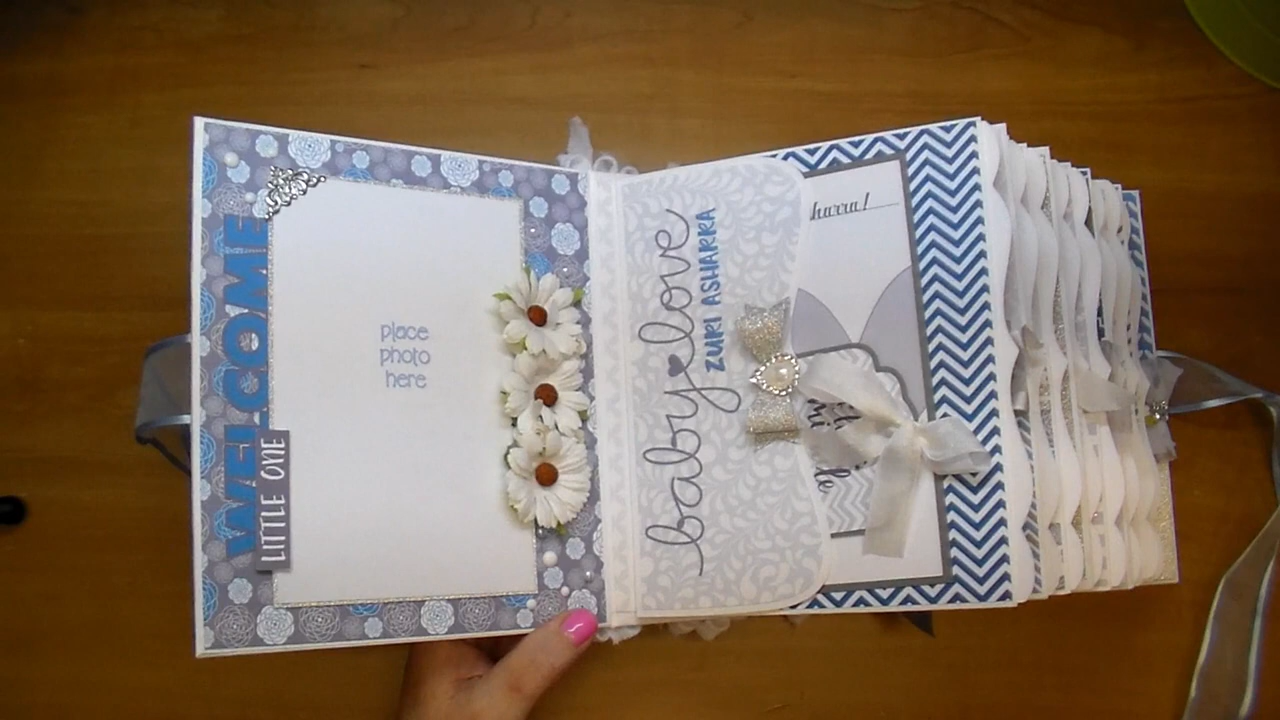 WELCOME
LITTLE ONE
place
photo
here
baby love
ZURI ASHARRA